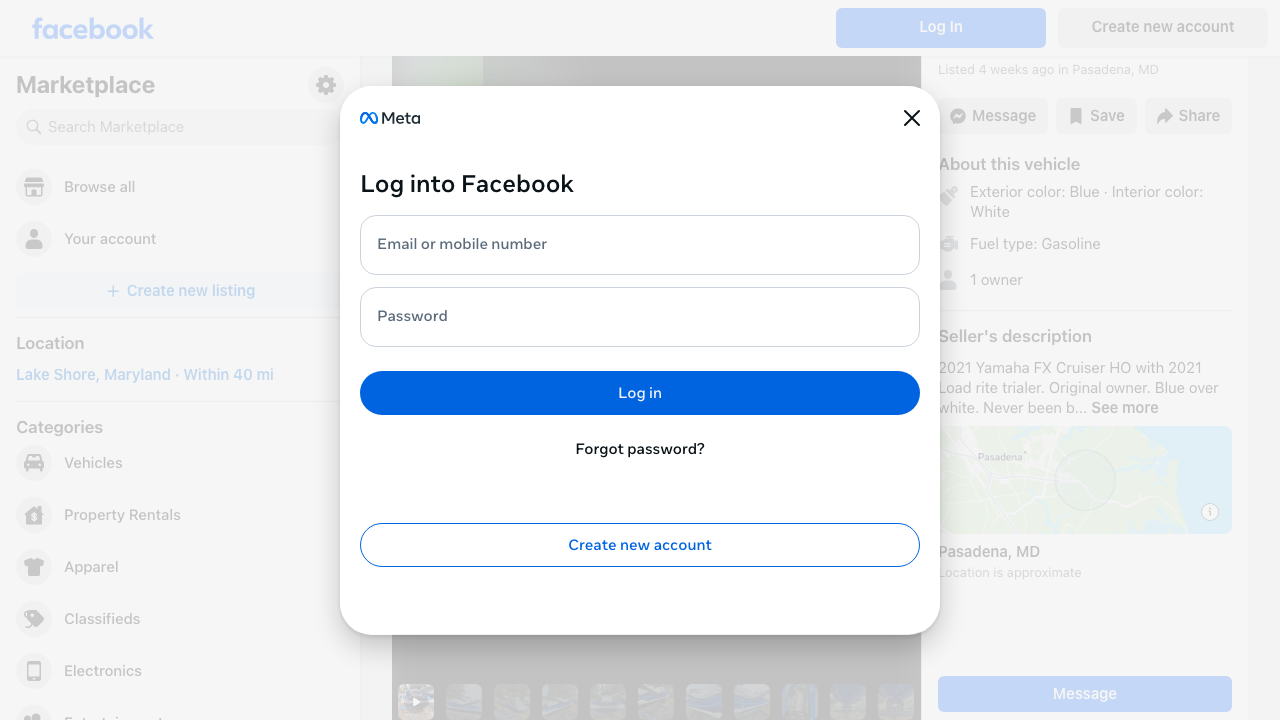 facebook
Log In
Create new account
Marketplace
Search Marketplace
Browse all
Your account
Create new listing
Location
Lake Shore, Maryland · Within 40 mi
Categories
Vehicles
Property Rentals
Apparel
Classifieds
Electronics
Meta
Log into Facebook
Email or mobile number
Password
Log in
Forgot password?
Create new account
Listed 4 weeks ago in Pasadena, MD
Message
Save
Share
About this vehicle
Exterior color: Blue · Interior color:
White
Fuel type: Gasoline
1 owner
Seller's description
2021 Yamaha FX Cruiser HO with 2021
Load rite trialer. Original owner. Blue over
white. Never been b... See more
Pasadena
Pasadena, MD
Location is approximate
Message